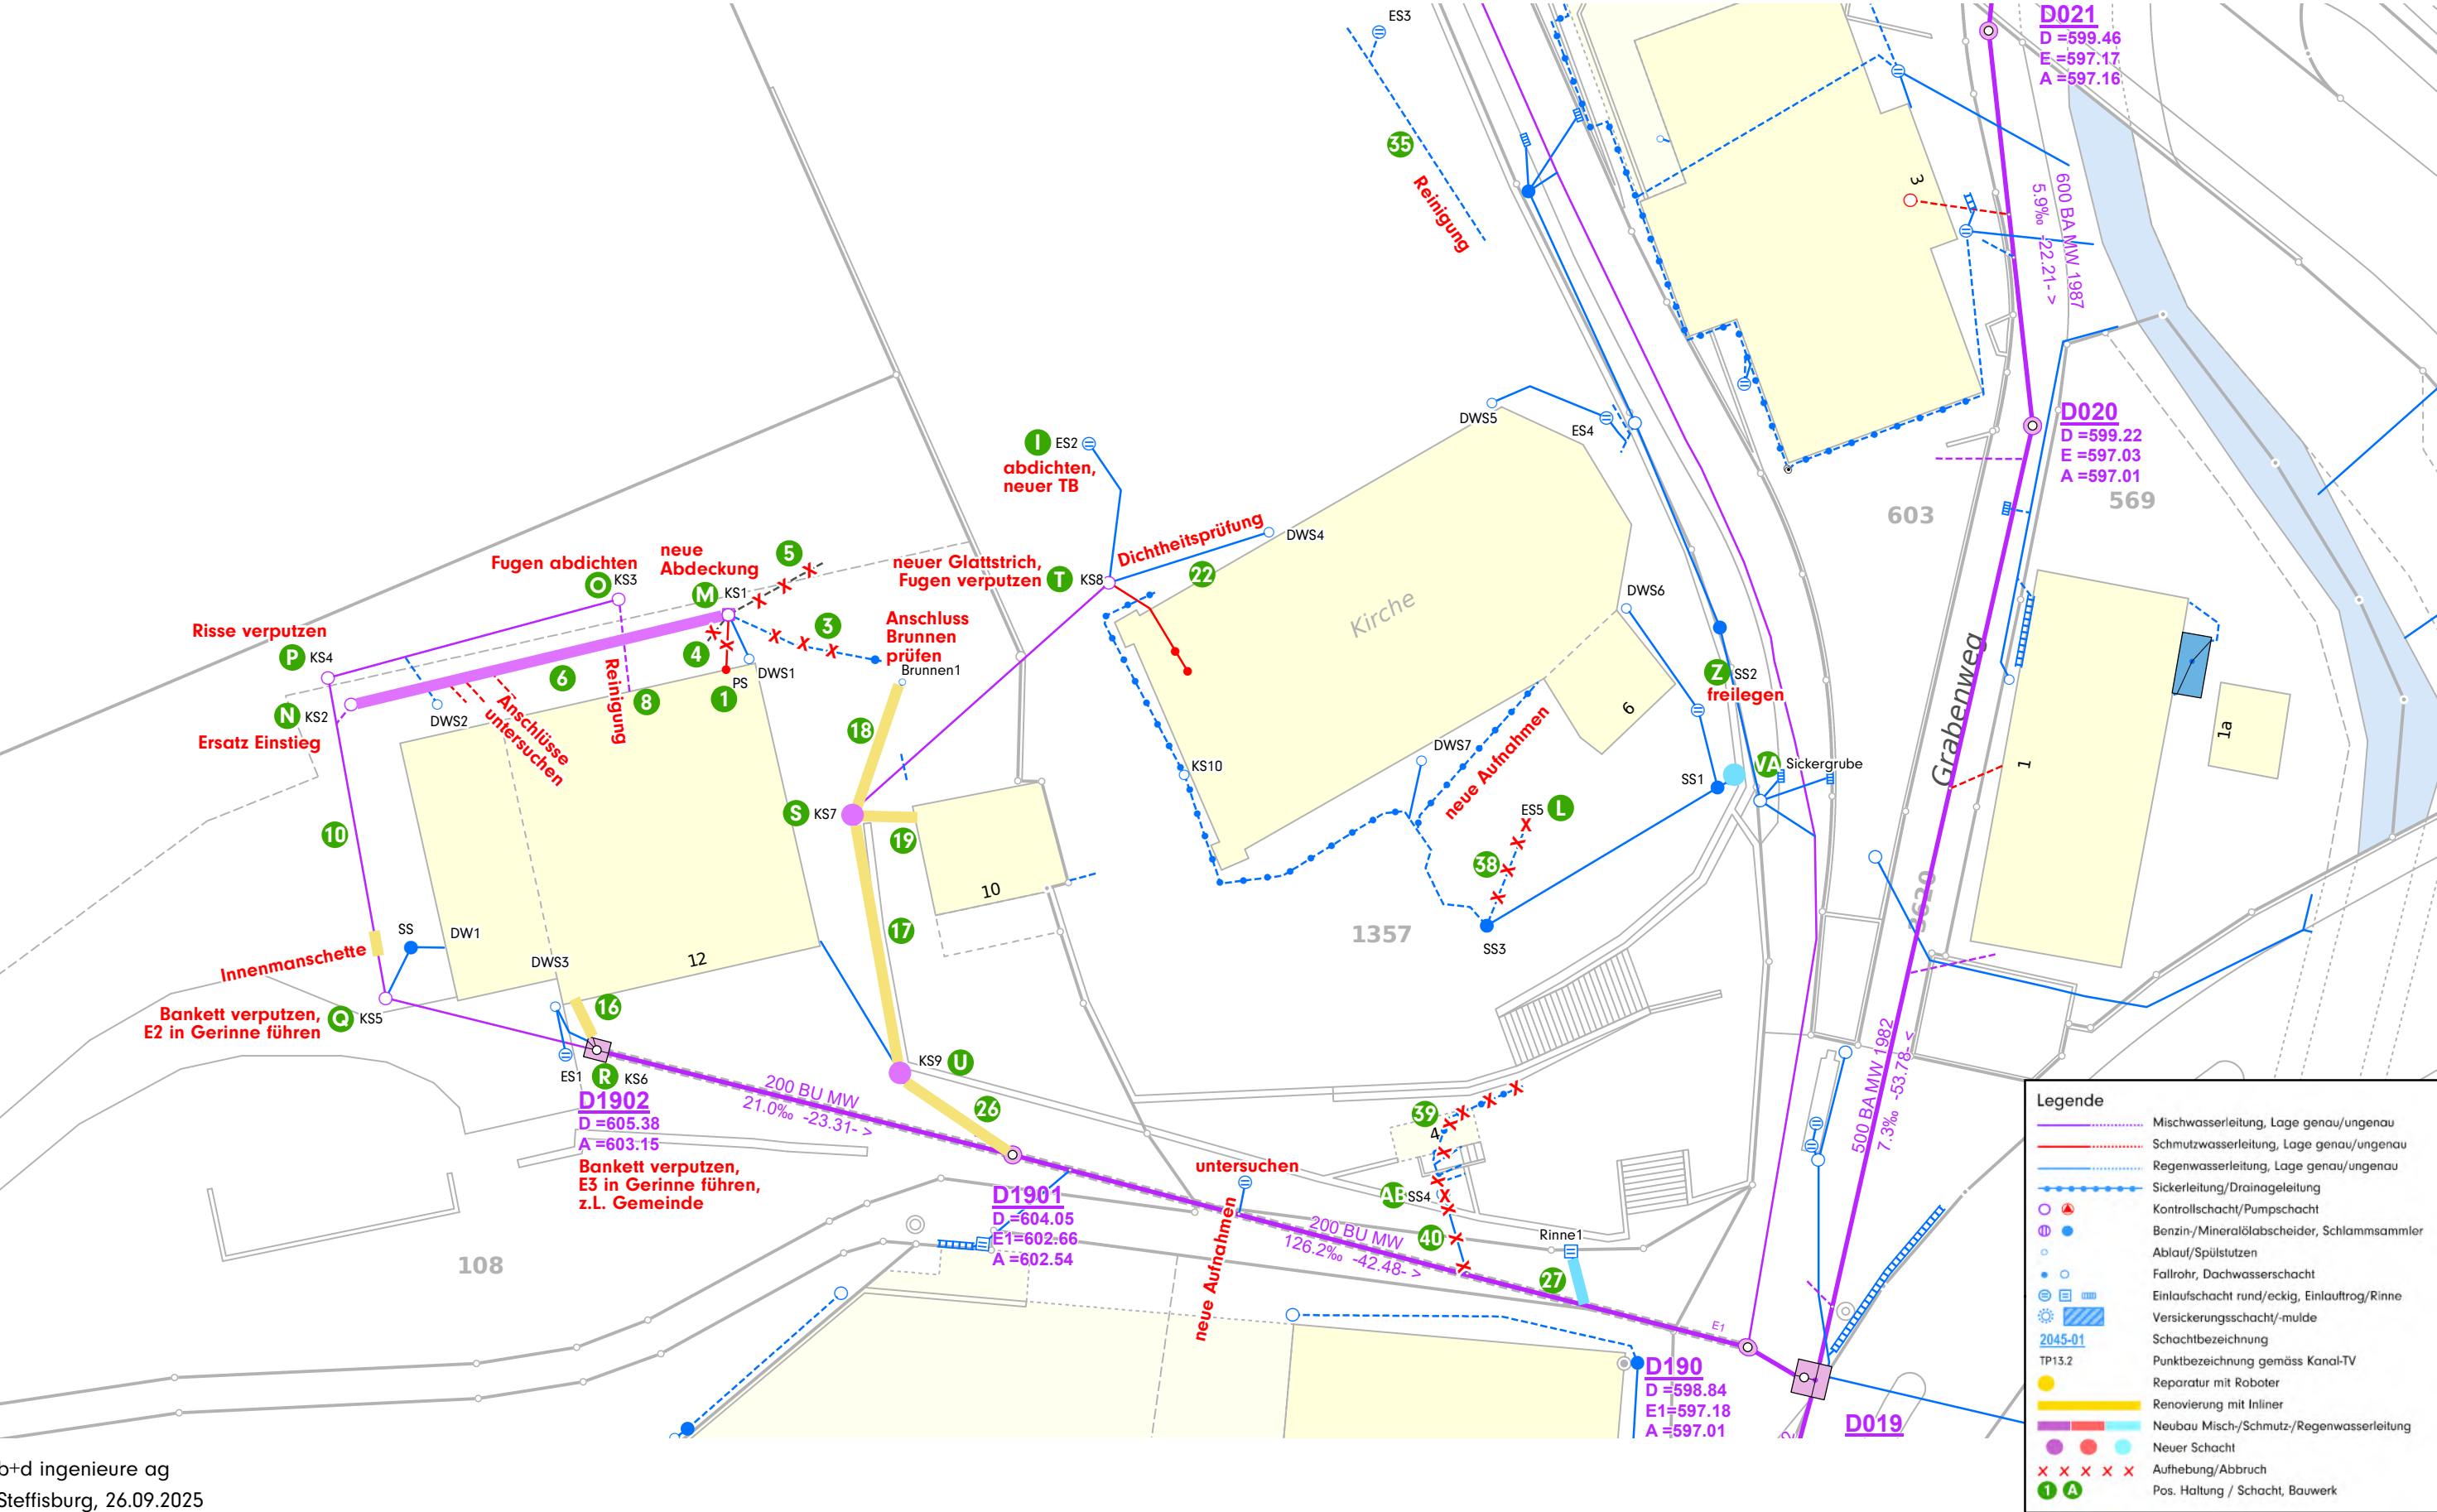 D021
D =599.46
E =597.17
A =597.16
ES3
35
Reinigung
3
600 BA MW 1987
5.9‰ -22.21- >
D020
D =599.22
E =597.03
A =597.01
603
569
DWS5
ES4
I
ES2
abdichten,
neuer TB
Dichtheitsprüfung
DWS4
22
neuer Glattstrich,
Fugen verputzen
T
KS8
Kirche
Fugen abdichten
O
KS3
neue
Abdeckung
M
KS1
5
3
Anschluss
Brunnen
prüfen
Brunnen1
4
1
PS
DWS1
Risse verputzen
P
KS4
6
8
Reinigung
N
KS2
Ersatz Einstieg
DWS2
Anschlüsse
untersuchen
DWS6
Z
SS2
freilegen
6
DWS7
neue Aufnahmen
SS1
VA
Sickergrube
Grabenweg
1
1a
18
S
KS7
19
10
KS10
ES5
L
38
SS3
1357
3629
10
17
SS
DW1
Innenmanschette
12
DWS3
16
Bankett verputzen,
E2 in Gerinne führen
Q
KS5
ES1
R
KS6
D1902
D =605.38
A =603.15
Bankett verputzen,
E3 in Gerinne führen,
z.L. Gemeinde
200 BU MW
21.0‰ -23.31- >
KS9
U
26
D1901
D =604.05
E1=602.66
A =602.54
untersuchen
neue Aufnahmen
39
4
AB
SS4
40
200 BU MW
126.2‰ -42.48- >
Rinne1
27
E1
500 BA MW 1982
7.3‰ -53.78- <
108
D190
D =598.84
E1=597.18
A =597.01
D019
Legende
Mischwasserleitung, Lage genau/ungenau
Schmutzwasserleitung, Lage genau/ungenau
Regenwasserleitung, Lage genau/ungenau
Sickerleitung/Drainageleitung
Kontrollschacht/Pumpschacht
Benzin-/Mineralölabscheider, Schlammsammler
Ablauf/Spülstutzen
Fallrohr, Dachwasserschacht
Einlaufschacht rund/eckig, Einlauftrog/Rinne
Versickerungsschacht/-mulde
2045-01 Schachtbezeichnung
TP13.2 Punktbezeichnung gemäss Kanal-TV
Reparatur mit Roboter
Renovierung mit Inliner
Neubau Misch-/Schmutz-/Regenwasserleitung
Neuer Schacht
Aufhebung/Abbruch
1 A Pos. Haltung / Schacht, Bauwerk
b+d ingenieure ag
Steffisburg, 26.09.2025